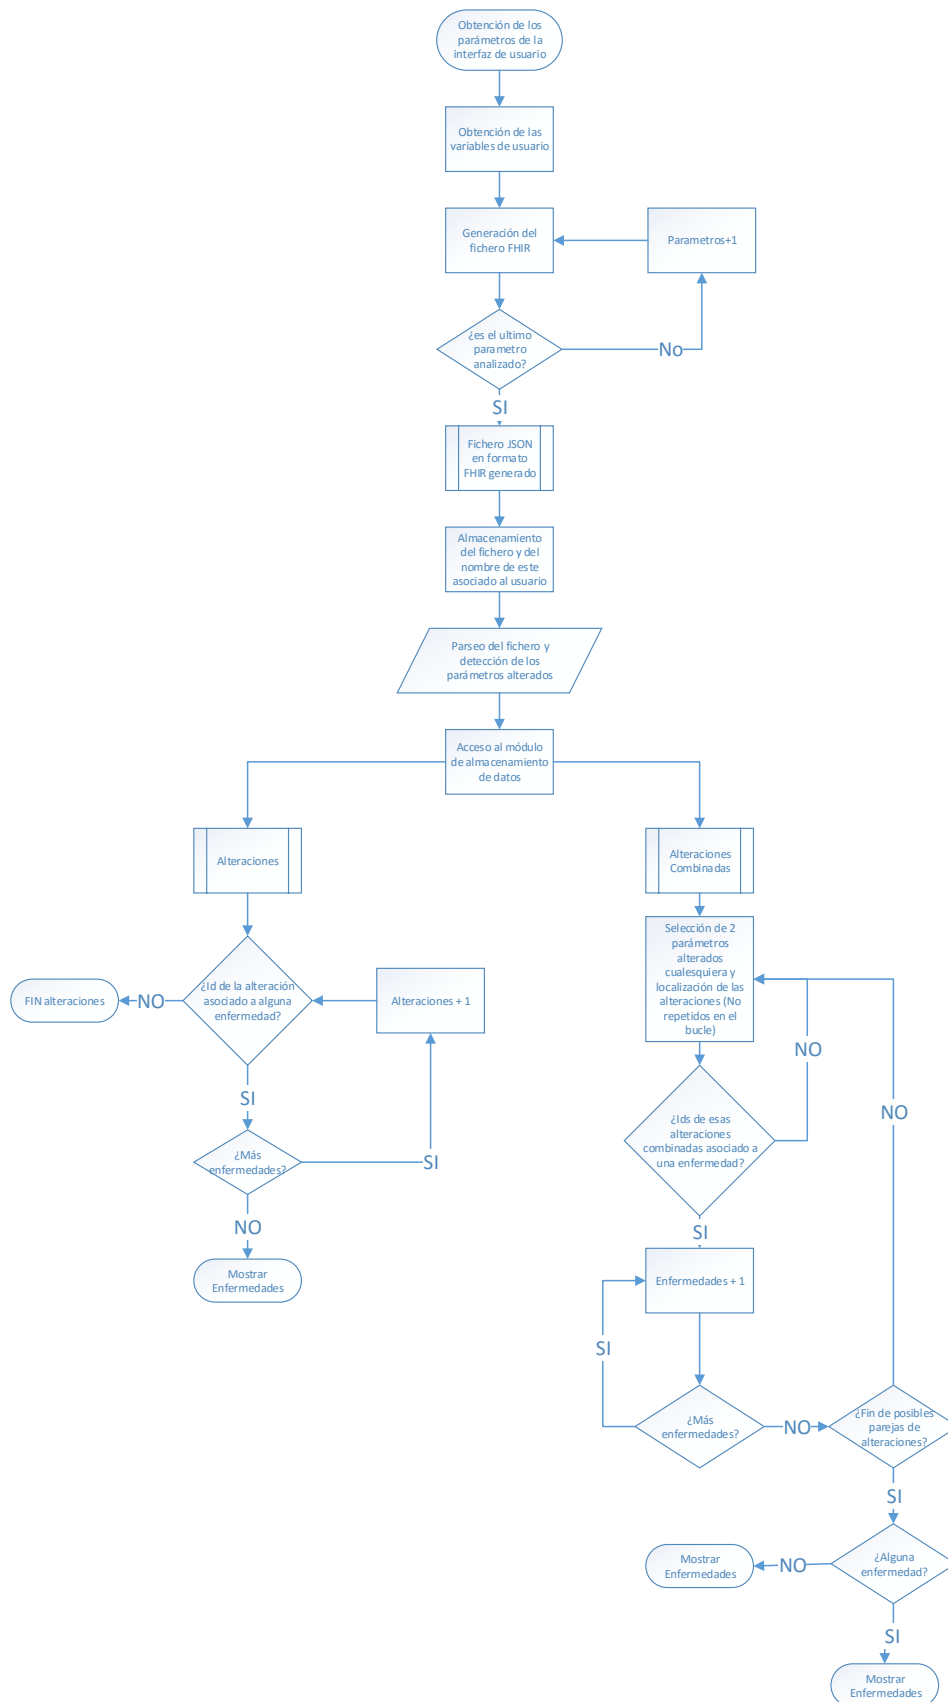 Obtención de los
parámetros de la
interfaz de usuario
Obtención de las
variables de usuario
Generación del
fichero FHIR
Parametros+1
¿es el ultimo
parametro
analizado?
No
SI
Fichero JSON
en formato
FHIR generado
Almacenamiento
del fichero y del
nombre de este
asociado al usuario
Parseo del fichero y
detección de los
parámetros alterados
Acceso al módulo
de almacenamiento
de datos
Alteraciones
Alteraciones
Combinadas
Selección de 2
parámetros
alterados
cualesquiera y
localización de las
alteraciones (No
repetidos en el
bucle)
¿Id de la alteración
asociado a alguna
enfermedad?
NO
FIN alteraciones
Alteraciones + 1
NO
NO
SI
¿Ids de esas
alteraciones
combinadas asociado a
una enfermedad?
¿Más
enfermedades?
SI
NO
SI
Mostrar
Enfermedades
Enfermedades + 1
SI
¿Más
enfermedades?
NO
¿Fin de posibles
parejas de
alteraciones?
SI
¿Alguna
enfermedad?
NO
Mostrar
Enfermedades
SI
Mostrar
Enfermedades